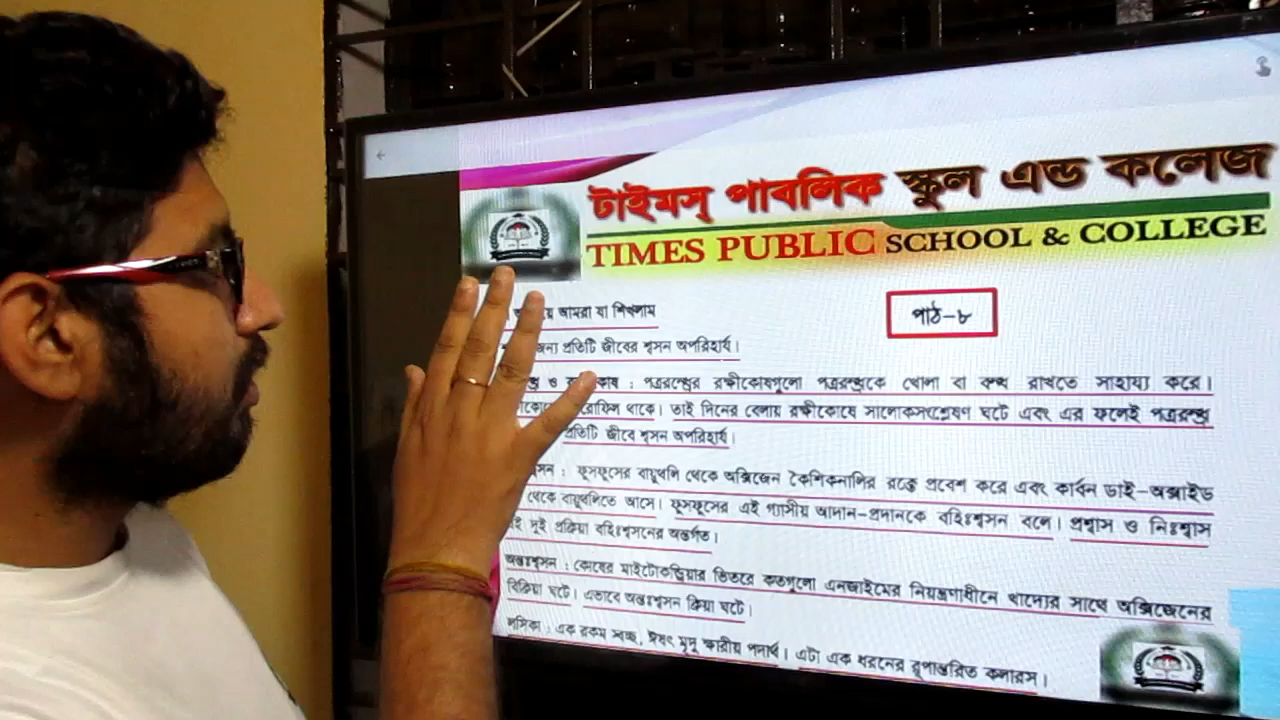 টাইমস্ পাবলিক স্কুল এন্ড কলেজ
TIMES PUBLIC SCHOOL & COLLEGE
আমরা যা শিখলাম
পাঠ-৮
জন্য প্রতিটি জীবের শ্বসন অপরিহার্য।
ও : পত্ররন্ধ্রের রক্ষীকোষগুলো পত্ররন্ধ্রকে খোলা বা বন্ধ রাখতে সাহায্য করে।
থাকে। তাই দিনের বেলায় রক্ষীকোষে সালোকসংশ্লেষণ ঘটে এবং এর ফলেই পত্ররন্ধ্র
প্রতিটি জীবে শ্বসন অপরিহার্য।
: ফুসফুসের বায়ুথলি থেকে অক্সিজেন কৈশিকনালির রক্তে প্রবেশ করে এবং কার্বন ডাই-অক্সাইড
থেকে বায়ুথলিতে আসে। ফুসফুসের এই গ্যাসীয় আদান-প্রদানকে বহিঃশ্বসন বলে। প্রশ্বাস ও নিঃশ্বাস
দুই প্রক্রিয়া বহিঃশ্বসনের অন্তর্গত।
অন্তঃশ্বসন : কোষের মাইটোকন্ড্রিয়ার ভিতরে কতগুলো এনজাইমের নিয়ন্ত্রণাধীনে খাদ্যের সাথে অক্সিজেনের
বিক্রিয়া ঘটে। এভাবে অন্তঃশ্বসন ক্রিয়া ঘটে।
লসিকা : এক রকম স্বচ্ছ, ঈষৎ মৃদু ক্ষারীয় পদার্থ। এটা এক ধরনের রূপান্তরিত কলারস।